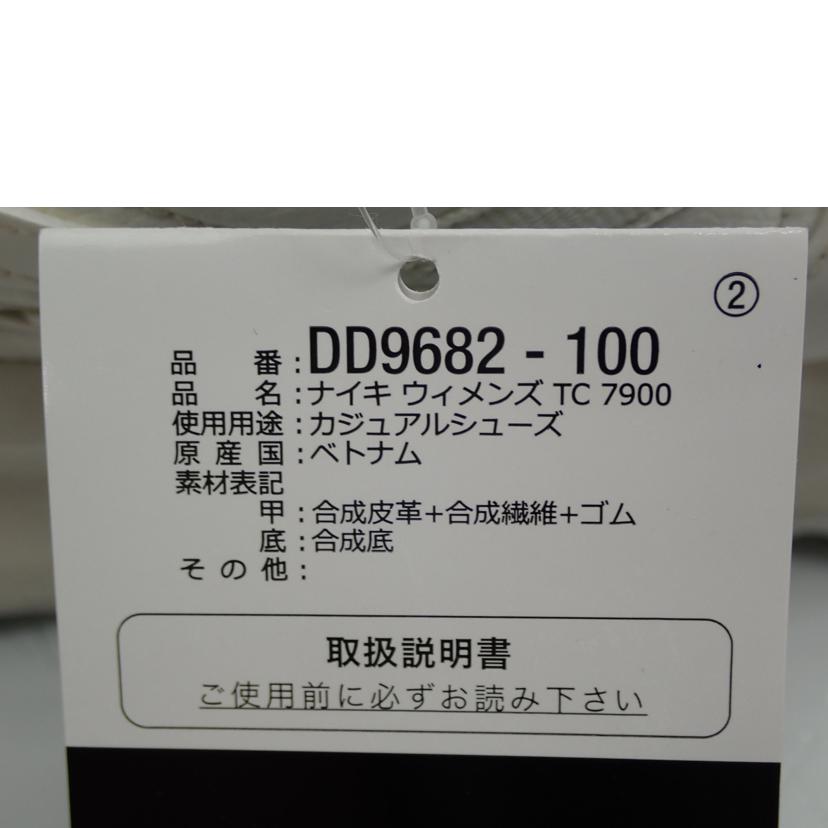 ②
品番:DD9682 - 100
品名:ナイキ ウィメンズ TC 7900
使用用途:カジュアルシューズ
原産国:ベトナム
素材表記
甲:合成皮革+合成繊維+ゴム
底:合成底
その他:
取扱説明書
ご使用前に必ずお読み下さい